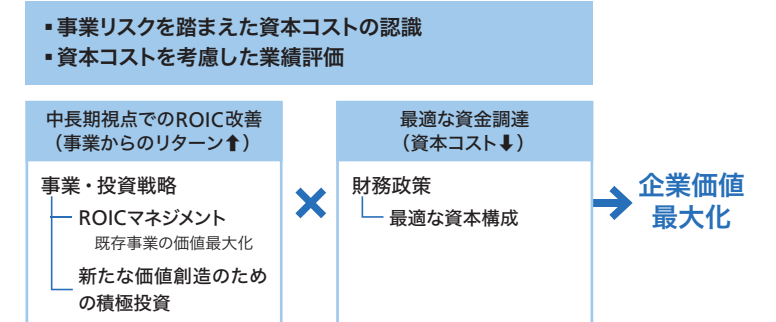 ▪事業リスクを踏まえた資本コストの認識
▪資本コストを考慮した業績評価
中長期視点でのROIC改善
（事業からのリターン⬆）
事業・投資戦略
ROICマネジメント
既存事業の価値最大化
新たな価値創造のため
の積極投資
×
最適な資金調達
（資本コスト⬇）
財務政策
最適な資本構成
➔
企業価値
最大化